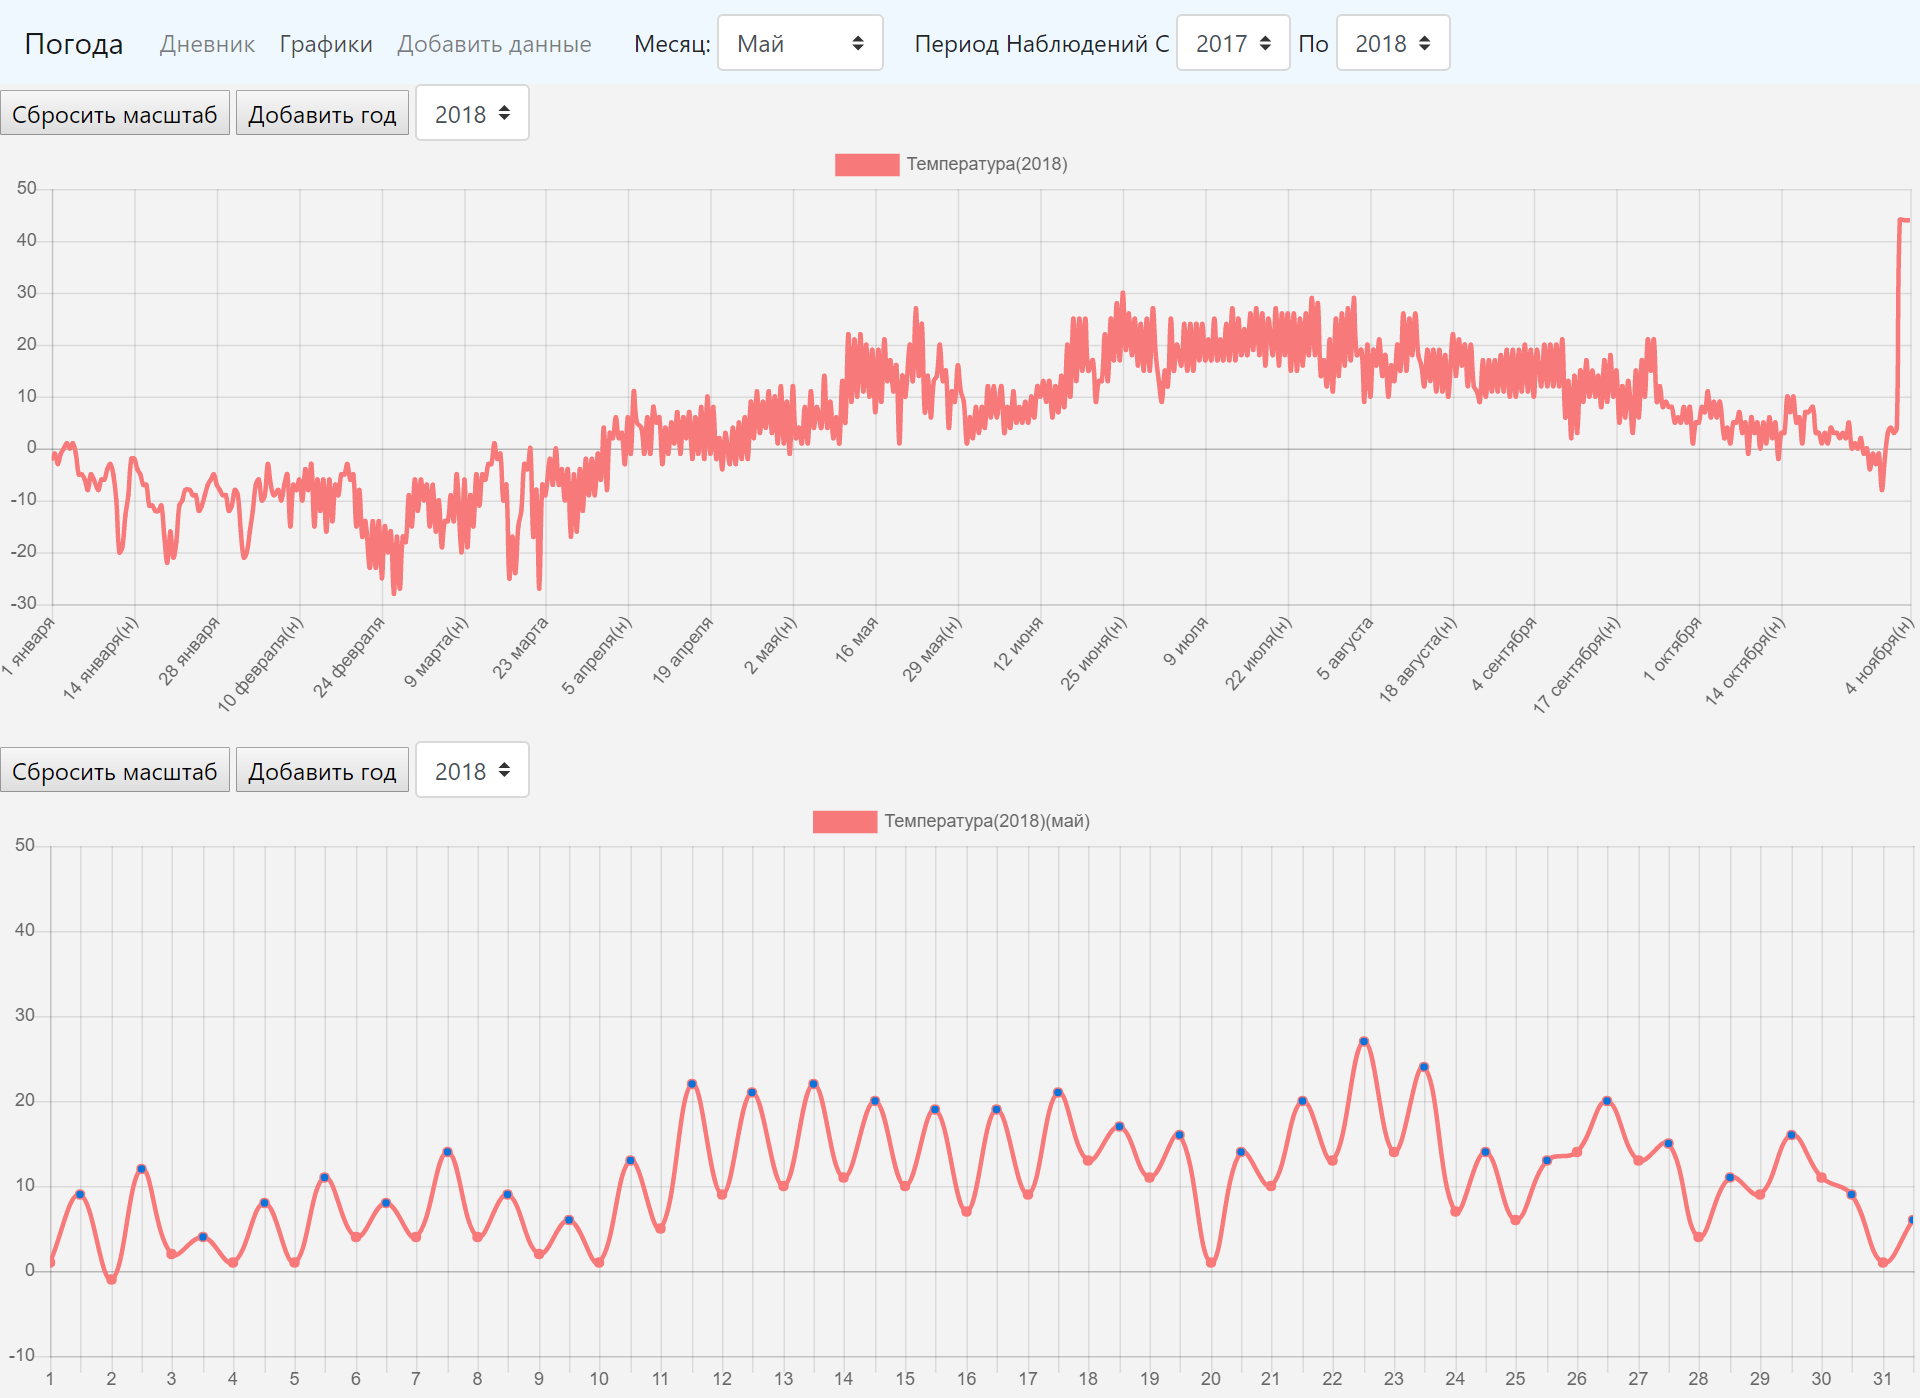 Погода Дневник Графики Добавить данные Месяц: Май Период Наблюдений С 2017 По 2018
Сбросить масштаб Добавить год 2018
Температура(2018)
50
40
30
20
10
0
-10
-20
-30
1 января 14 января(н) 28 января 10 февраля(н) 24 февраля 9 марта(н) 23 марта 5 апреля(н) 19 апреля 2 мая(н) 16 мая 29 мая(н) 12 июня 25 июня(н) 9 июля 22 июля(н) 5 августа 18 августа(н) 4 сентября 17 сентября(н) 1 октября 14 октября(н) 4 ноября(н)
Сбросить масштаб Добавить год 2018
Температура(2018)(май)
50
40
30
20
10
0
-10
1 2 3 4 5 6 7 8 9 10 11 12 13 14 15 16 17 18 19 20 21 22 23 24 25 26 27 28 29 30 31